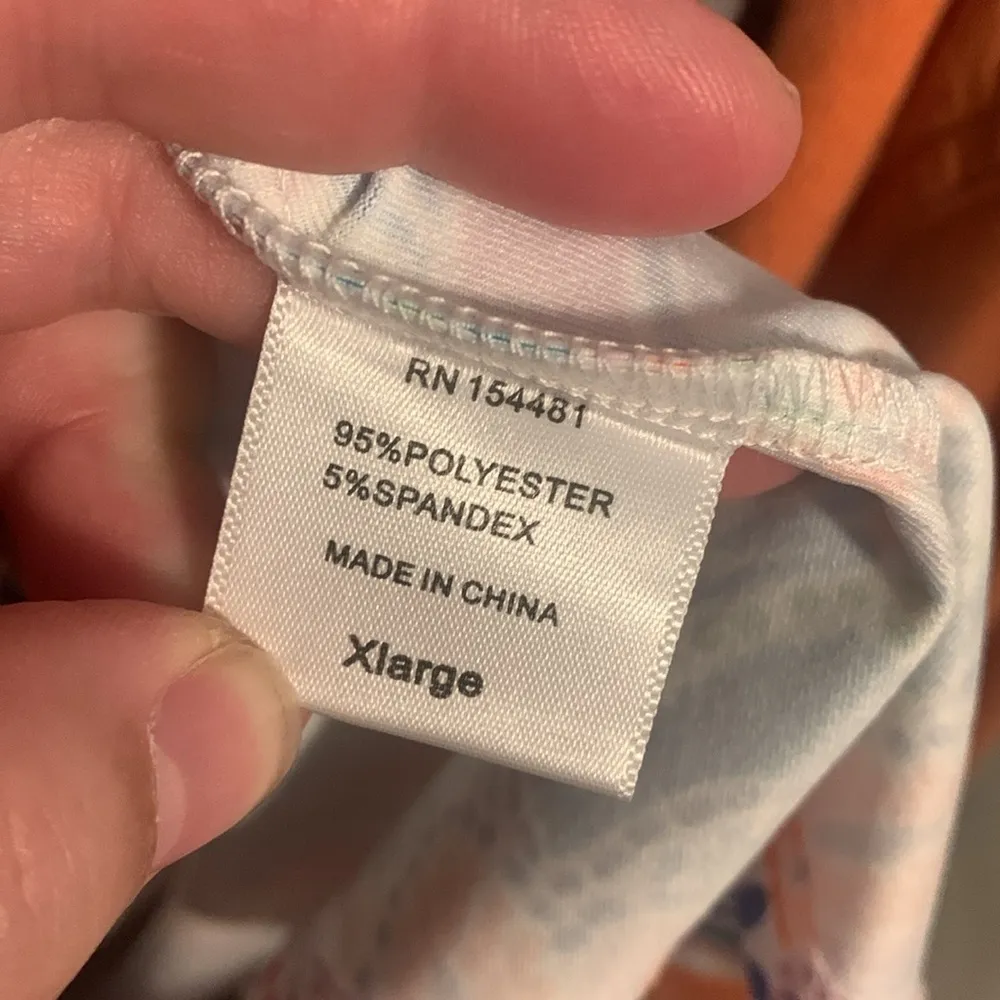 RN 154481
95%POLYESTER
5%SPANDEX
MADE IN CHINA
Xlarge